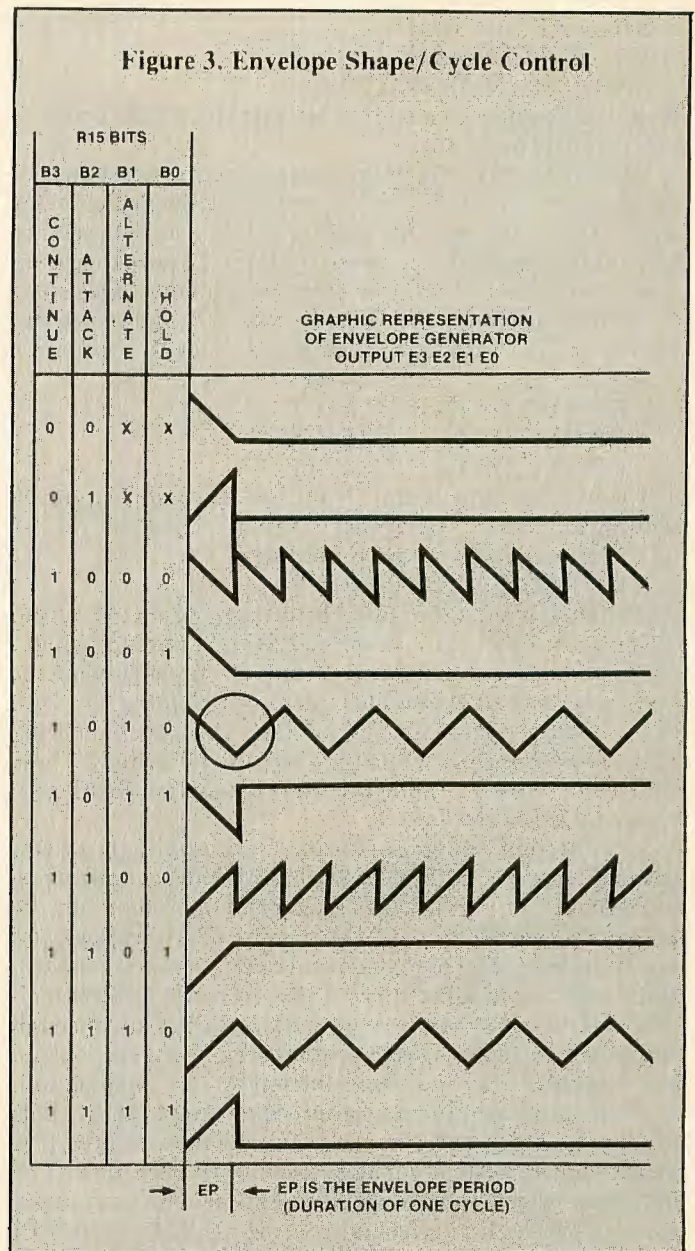 Figure 3. Envelope Shape/Cycle Control
R15 BITS
B3 B2 B1 B0
CONTINUE ATTACK ALTERNATE HOLD
GRAPHIC REPRESENTATION
OF ENVELOPE GENERATOR
OUTPUT E3 E2 E1 E0
0 0 X X
0 1 X X
1 0 0 0
1 0 0 1
1 0 1 0
1 0 1 1
1 1 0 0
1 1 0 1
1 1 1 0
1 1 1 1
EP EP IS THE ENVELOPE PERIOD
(DURATION OF ONE CYCLE)